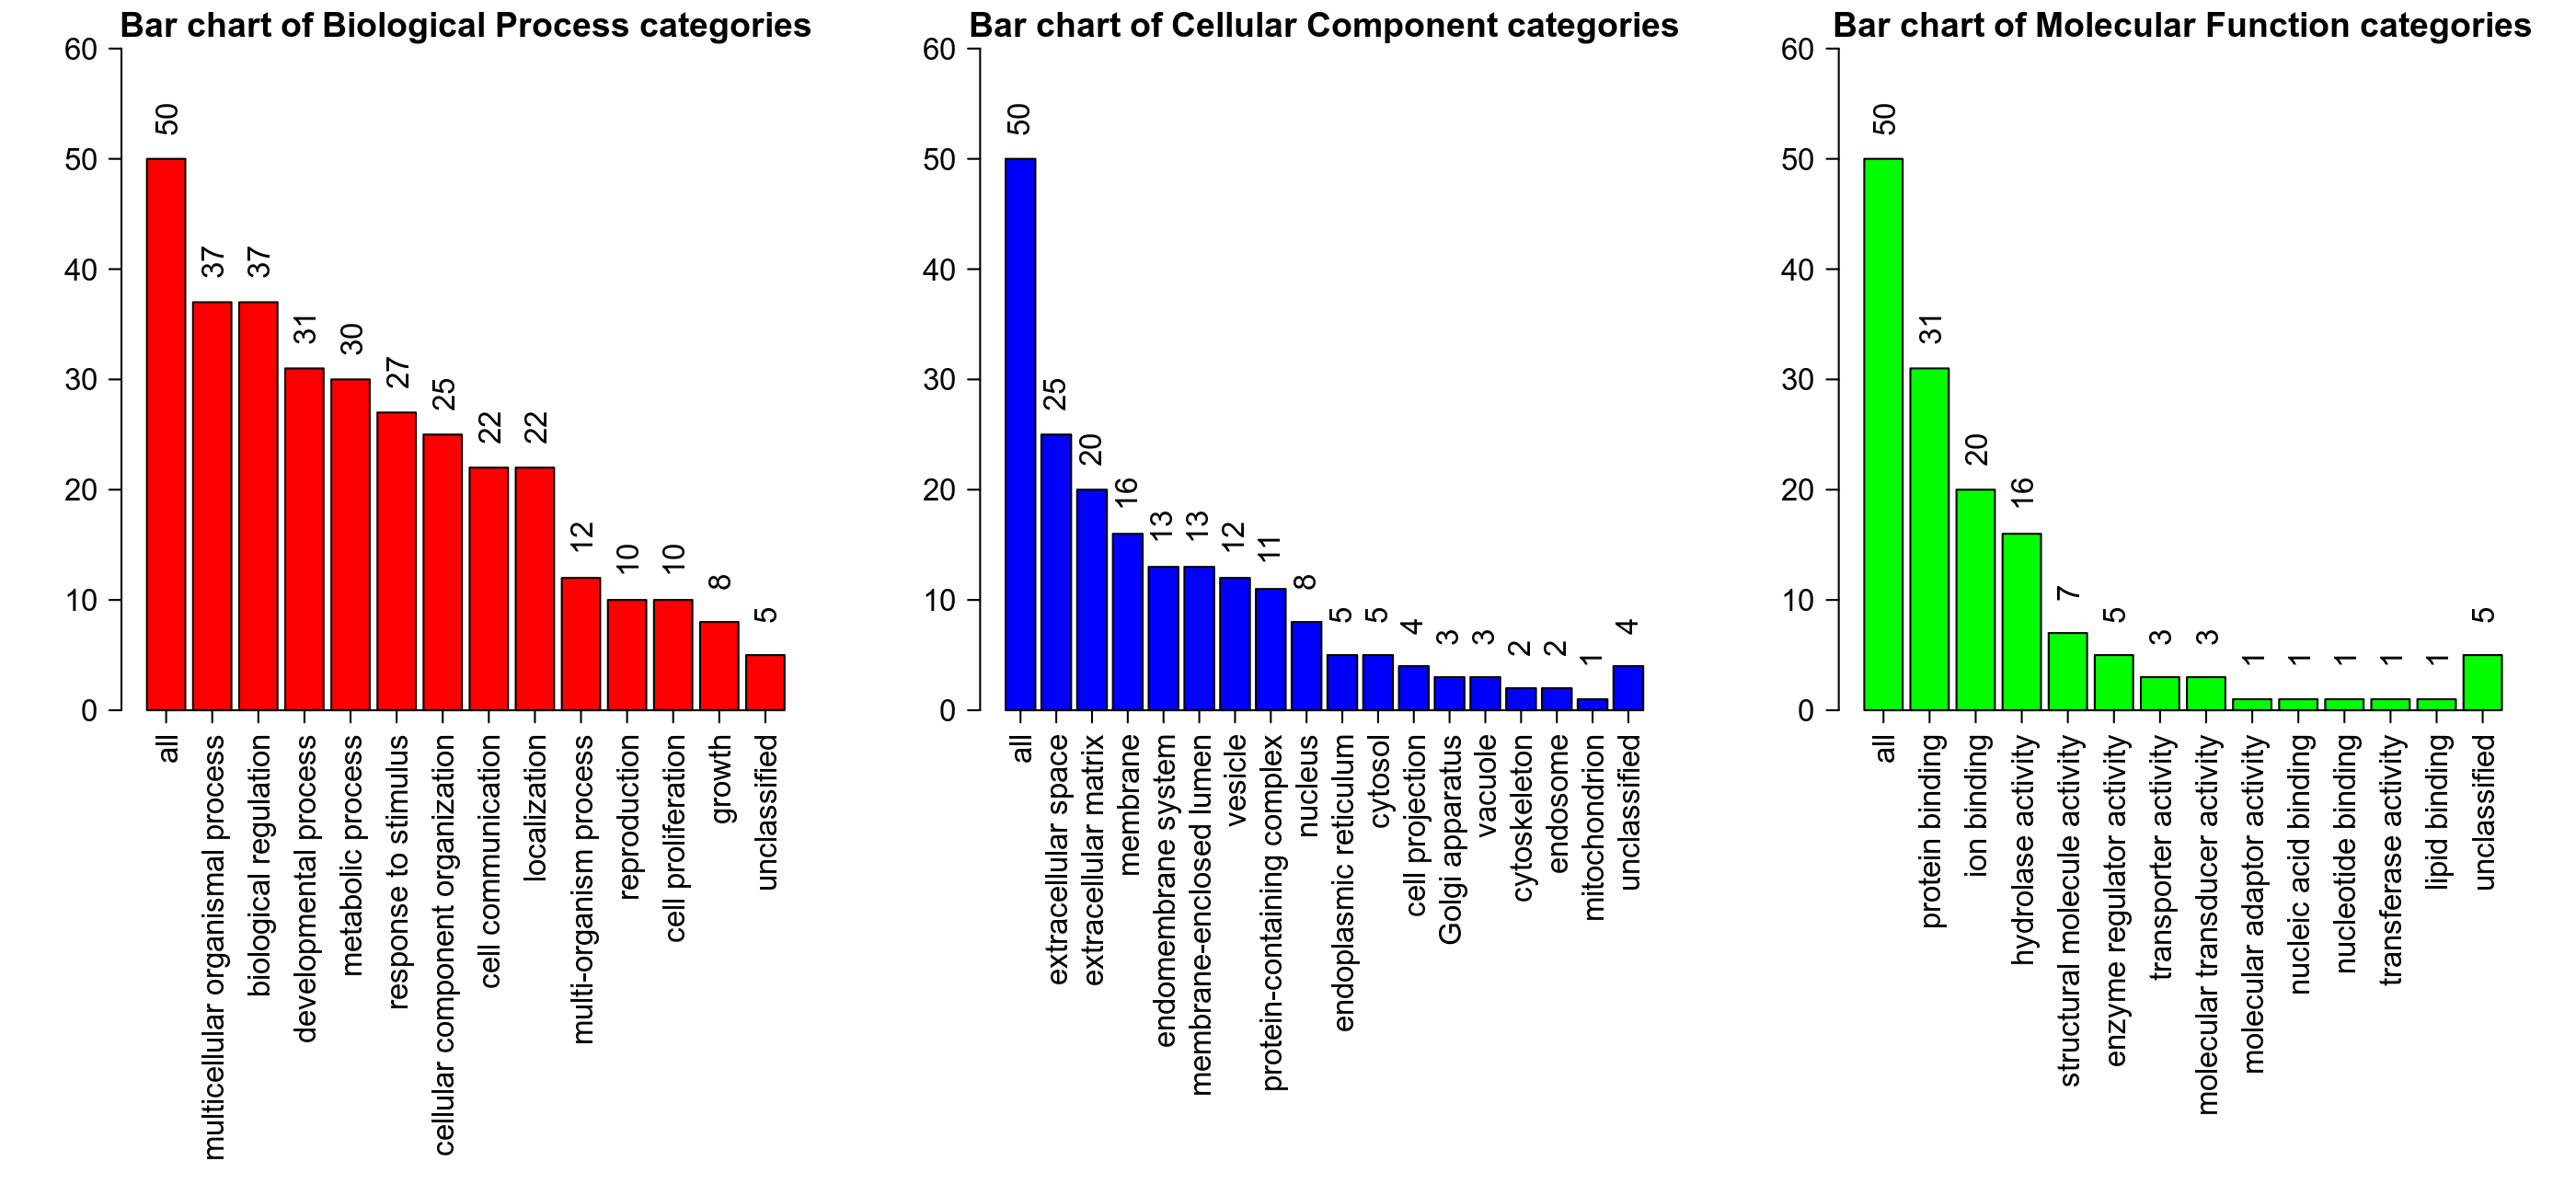 Bar chart of Biological Process categories
60
50
40
30
20
10
0
50
37
37
31
30
27
25
22
22
12
10
10
8
5
all
multicellular organismal process
biological regulation
developmental process
metabolic process
response to stimulus
cellular component organization
cell communication
localization
multi-organism process
reproduction
cell proliferation
growth
unclassified
Bar chart of Cellular Component categories
60
50
40
30
20
10
0
50
25
20
16
13
13
12
11
8
5
5
4
3
3
2
2
1
4
all
extracellular space
extracellular matrix
membrane
endomembrane system
membrane-enclosed lumen
vesicle
protein-containing complex
nucleus
endoplasmic reticulum
cytosol
cell projection
Golgi apparatus
vacuole
cytoskeleton
endosome
mitochondrion
unclassified
Bar chart of Molecular Function categories
60
50
40
30
20
10
0
50
31
20
16
7
5
3
3
1
1
1
1
1
5
all
protein binding
ion binding
hydrolase activity
structural molecule activity
enzyme regulator activity
transporter activity
molecular transducer activity
molecular adaptor activity
nucleic acid binding
nucleotide binding
transferase activity
lipid binding
unclassified